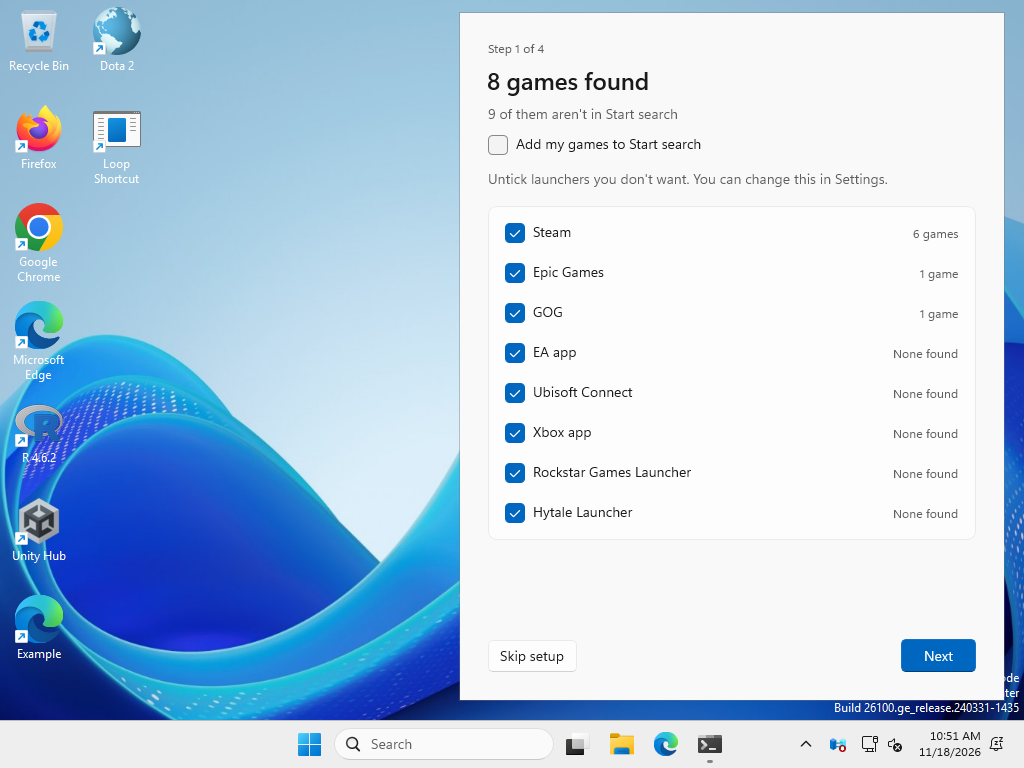 Recycle Bin
Dota 2
Firefox
Loop
Shortcut
Google
Chrome
Microsoft
Edge
R 4.6.2
Unity Hub
Example
Step 1 of 4
8 games found
9 of them aren't in Start search
Add my games to Start search
Untick launchers you don't want. You can change this in Settings.
Steam
6 games
Epic Games
1 game
GOG
1 game
EA app
None found
Ubisoft Connect
None found
Xbox app
None found
Rockstar Games Launcher
None found
Hytale Launcher
None found
Skip setup
Next
Build 26100.ge_release.240331-1435
Search
10:51 AM
11/18/2026